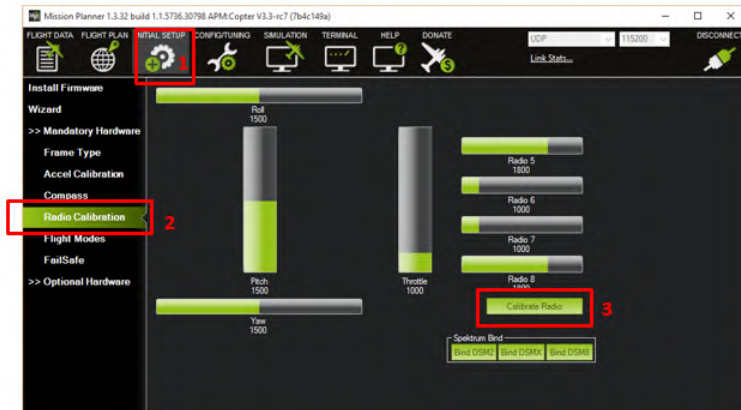 Mission Planner 1.3.32 build 1.1.5736.30798 APM:Copter V3.3-rc7 (7b4c149a)
FLIGHT DATA FLIGHT PLAN INITIAL SETUP CONFIG/TUNING SIMULATION TERMINAL HELP DONATE
UDP 115200 DISCONNECT
Link Stats...
1
Install Firmware
Wizard
>> Mandatory Hardware
Frame Type
Accel Calibration
Compass
Radio Calibration
2
Flight Modes
FailSafe
>> Optional Hardware
Roll
1500
Pitch
1500
Throttle
1000
Yaw
1500
Radio 5
1800
Radio 6
1000
Radio 7
1000
Radio 8
1800
Calibrate Radio
3
Spektrum Bind
Bind DSM2 Bind DSMX Bind DSM8